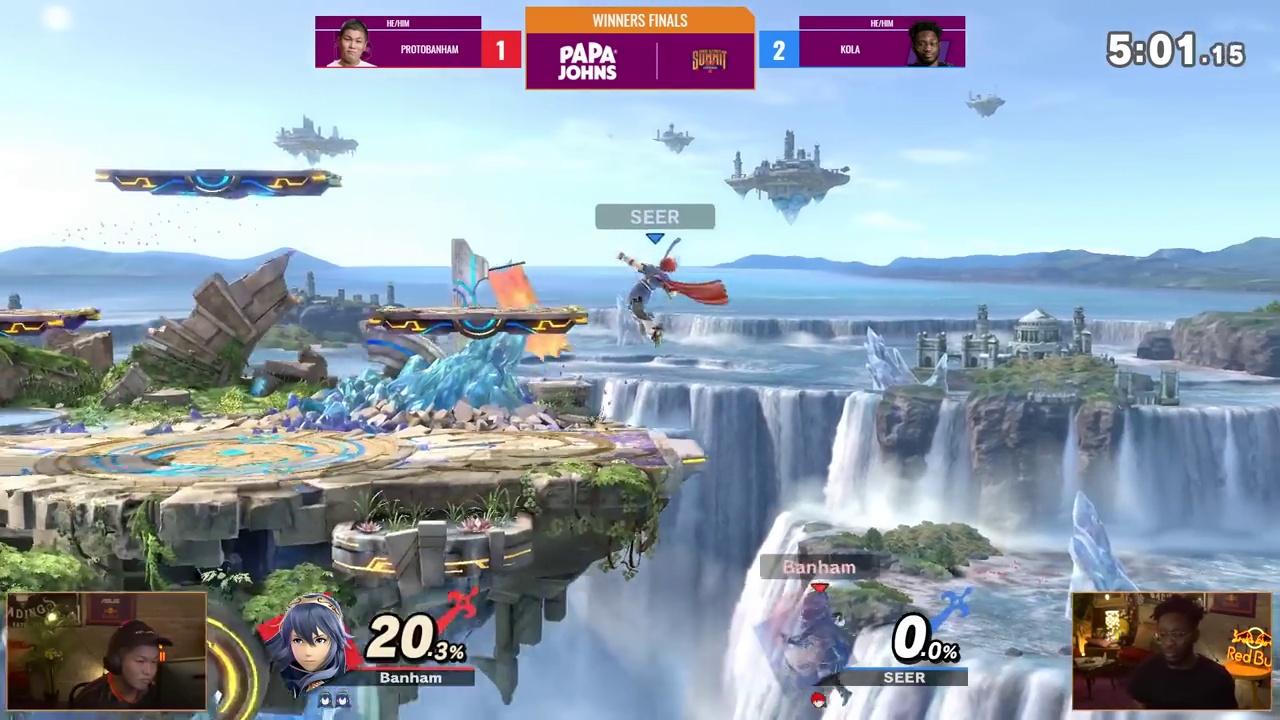 HE/HIM
PROTOBANHAM
1
WINNERS FINALS
PAPA JOHNS
SUMMIT
2
HE/HIM
KOLA
5:01.15
SEER
Banham
20.3%
Banham
0.0%
SEER
Red Bu